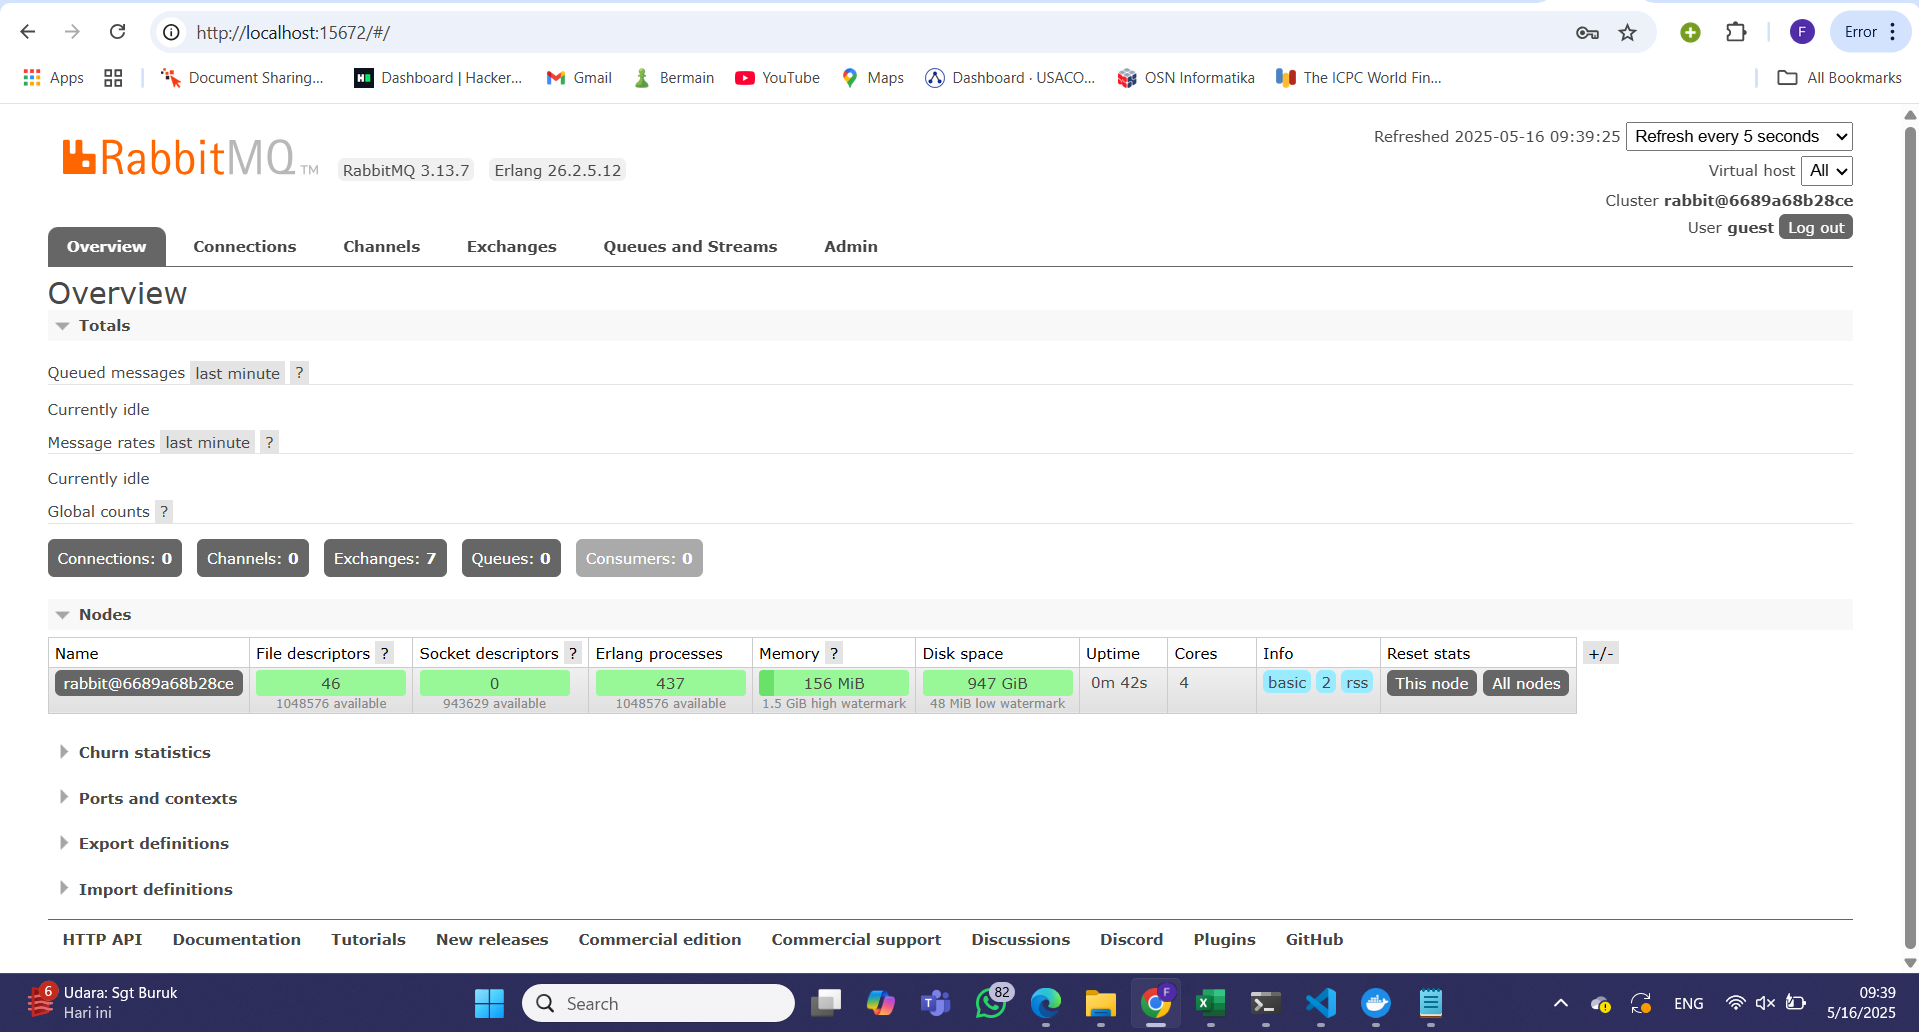 http://localhost:15672/#/
F
Error
Apps
Document Sharing...
Dashboard | Hacker...
Gmail
Bermain
YouTube
Maps
Dashboard · USACO...
OSN Informatika
The ICPC World Fin...
All Bookmarks
RabbitMQ TM
RabbitMQ 3.13.7
Erlang 26.2.5.12
Refreshed 2025-05-16 09:39:25
Refresh every 5 seconds
Virtual host All
Cluster rabbit@6689a68b28ce
User guest Log out
Overview
Connections
Channels
Exchanges
Queues and Streams
Admin
Overview
Totals
Queued messages last minute ?
Currently idle
Message rates last minute ?
Currently idle
Global counts ?
Connections: 0
Channels: 0
Exchanges: 7
Queues: 0
Consumers: 0
Nodes
Name File descriptors ? Socket descriptors ? Erlang processes Memory ? Disk space Uptime Cores Info Reset stats +/-
rabbit@6689a68b28ce 46 0 437 156 MiB 947 GiB 0m 42s 4 basic 2 rss This node All nodes
1048576 available 943629 available 1048576 available 1.5 GiB high watermark 48 MiB low watermark
Churn statistics
Ports and contexts
Export definitions
Import definitions
HTTP API
Documentation
Tutorials
New releases
Commercial edition
Commercial support
Discussions
Discord
Plugins
GitHub
6
Udara: Sgt Buruk
Hari ini
Search
82
F
ENG
09:39
5/16/2025